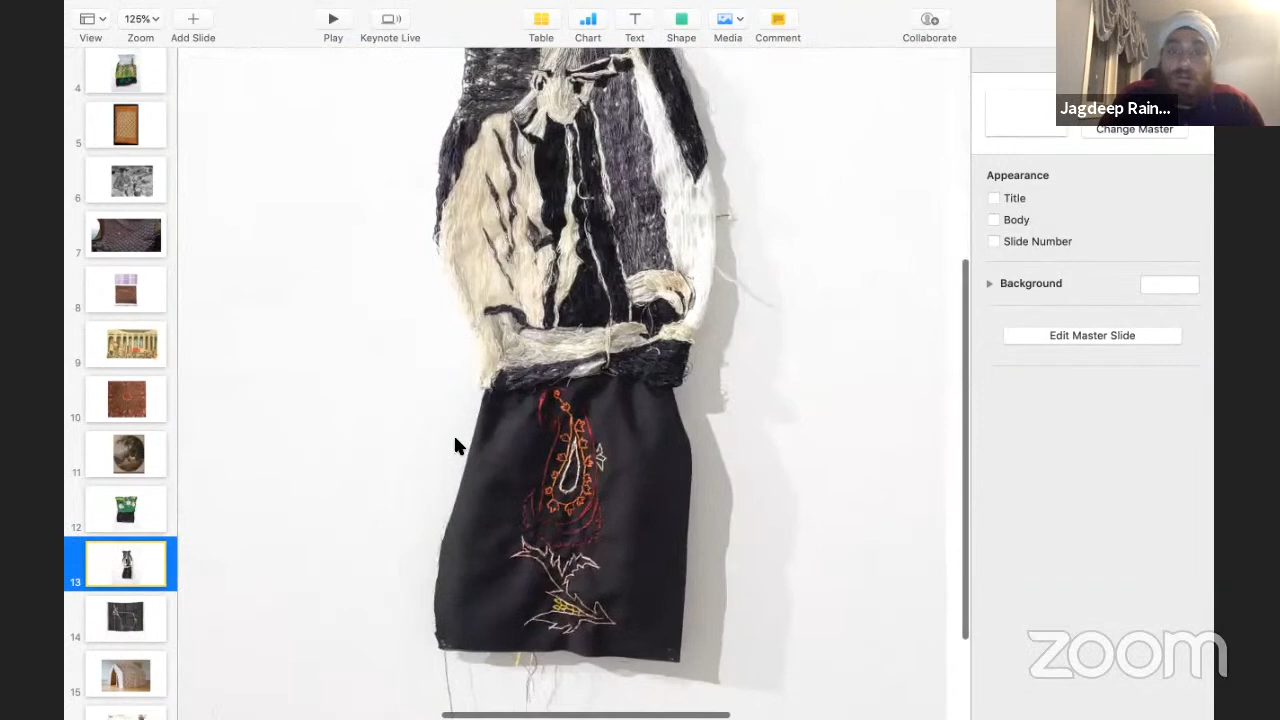 125%
View
Zoom
Add Slide
Play
Keynote Live
Table
Chart
Text
Shape
Media
Comment
Collaborate
Jagdeep Rain...
Change Master
Appearance
Title
Body
Slide Number
Background
Edit Master Slide
4
5
6
7
8
9
10
11
12
13
14
15
zoom